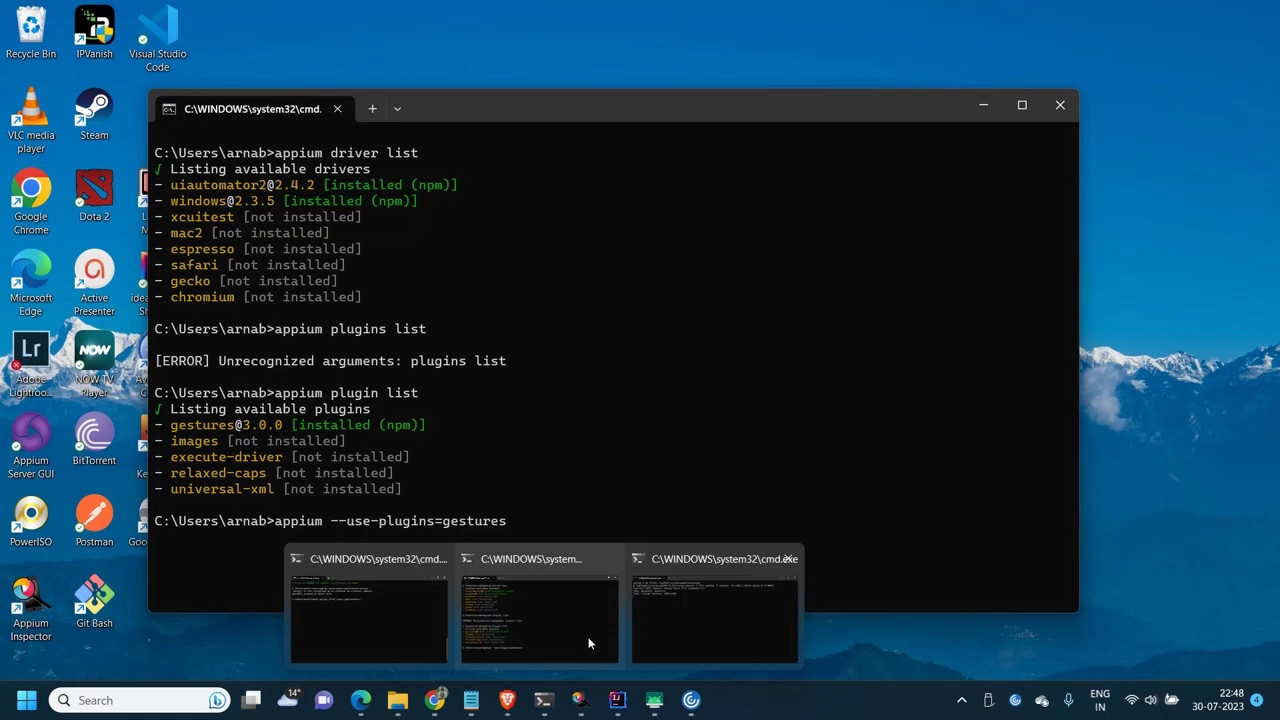 Recycle Bin
IPVanish
Visual Studio
Code
VLC media
player
Steam
Google
Chrome
Dota 2
Microsoft
Edge
Active
Presenter
Adobe
Lightroo...
NOW TV
Player
Appium
Server GUI
BitTorrent
PowerISO
Postman
Appium
Inspector
Git Bash
C:\WINDOWS\system32\cmd.
C:\Users\arnab>appium driver list
√ Listing available drivers
- uiautomator2@2.4.2 [installed (npm)]
- windows@2.3.5 [installed (npm)]
- xcuitest [not installed]
- mac2 [not installed]
- espresso [not installed]
- safari [not installed]
- gecko [not installed]
- chromium [not installed]
C:\Users\arnab>appium plugins list
[ERROR] Unrecognized arguments: plugins list
C:\Users\arnab>appium plugin list
√ Listing available plugins
- gestures@3.0.0 [installed (npm)]
- images [not installed]
- execute-driver [not installed]
- relaxed-caps [not installed]
- universal-xml [not installed]
C:\Users\arnab>appium --use-plugins=gestures
C:\WINDOWS\system32\cmd....
C:\WINDOWS\system...
C:\WINDOWS\system32\cmd.exe
Search
14°
ENG
IN
22:48
30-07-2023
4